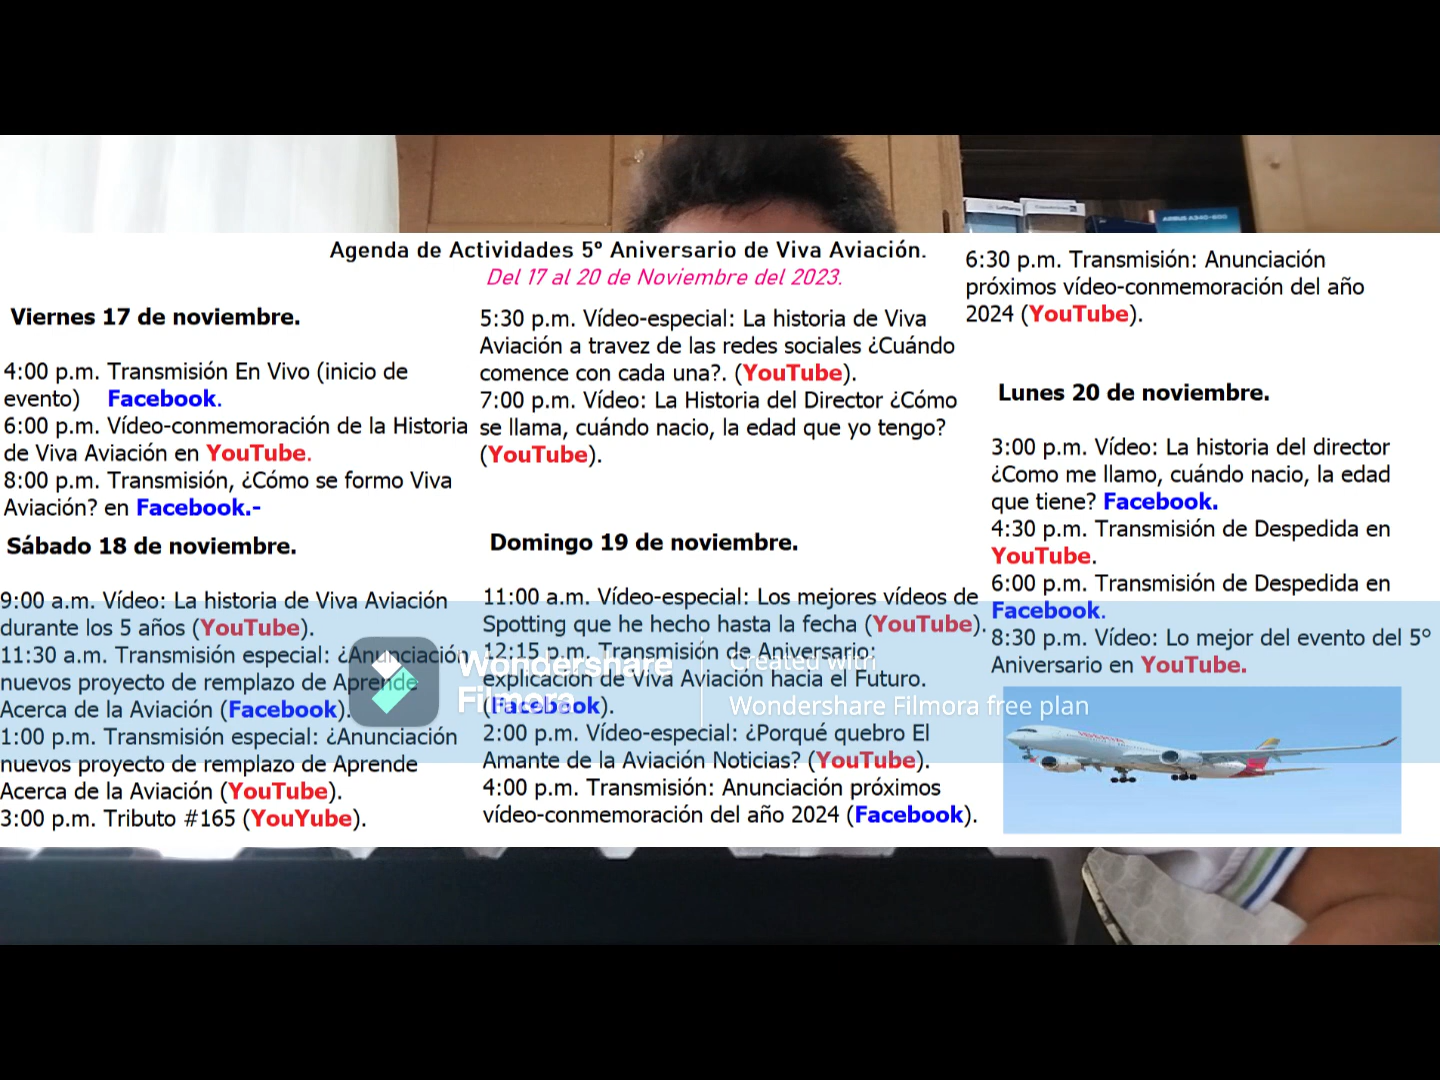 Agenda de Actividades 5º Aniversario de Viva Aviación.
Del 17 al 20 de Noviembre del 2023.
Viernes 17 de noviembre.
4:00 p.m. Transmisión En Vivo (inicio de
evento) Facebook.
6:00 p.m. Vídeo-conmemoración de la Historia
de Viva Aviación en YouTube.
8:00 p.m. Transmisión, ¿Cómo se formo Viva
Aviación? en Facebook.-
Sábado 18 de noviembre.
9:00 a.m. Vídeo: La historia de Viva Aviación
durante los 5 años (YouTube).
11:30 a.m. Transmisión especial: ¿Anunciación
nuevos proyecto de remplazo de Aprende
Acerca de la Aviación (Facebook).
1:00 p.m. Transmisión especial: ¿Anunciación
nuevos proyecto de remplazo de Aprende
Acerca de la Aviación (YouTube).
3:00 p.m. Tributo #165 (YouYube).
5:30 p.m. Vídeo-especial: La historia de Viva
Aviación a travez de las redes sociales ¿Cuándo
comence con cada una?. (YouTube).
7:00 p.m. Vídeo: La Historia del Director ¿Cómo
se llama, cuándo nacio, la edad que yo tengo?
(YouTube).
Domingo 19 de noviembre.
11:00 a.m. Vídeo-especial: Los mejores vídeos de
Spotting que he hecho hasta la fecha (YouTube).
12:15 p.m. Transmisión de Aniversario:
explicación de Viva Aviación hacia el Futuro.
(Facebook).
2:00 p.m. Vídeo-especial: ¿Porqué quebro El
Amante de la Aviación Noticias? (YouTube).
4:00 p.m. Transmisión: Anunciación próximos
vídeo-conmemoración del año 2024 (Facebook).
6:30 p.m. Transmisión: Anunciación
próximos vídeo-conmemoración del año
2024 (YouTube).
Lunes 20 de noviembre.
3:00 p.m. Vídeo: La historia del director
¿Como me llamo, cuándo nacio, la edad
que tiene? Facebook.
4:30 p.m. Transmisión de Despedida en
YouTube.
6:00 p.m. Transmisión de Despedida en
Facebook.
8:30 p.m. Vídeo: Lo mejor del evento del 5º
Aniversario en YouTube.
Wondershare
Filmora
Created with
Wondershare Filmora free plan
Lufthansa
AIRBUS A340-600
IBERIA